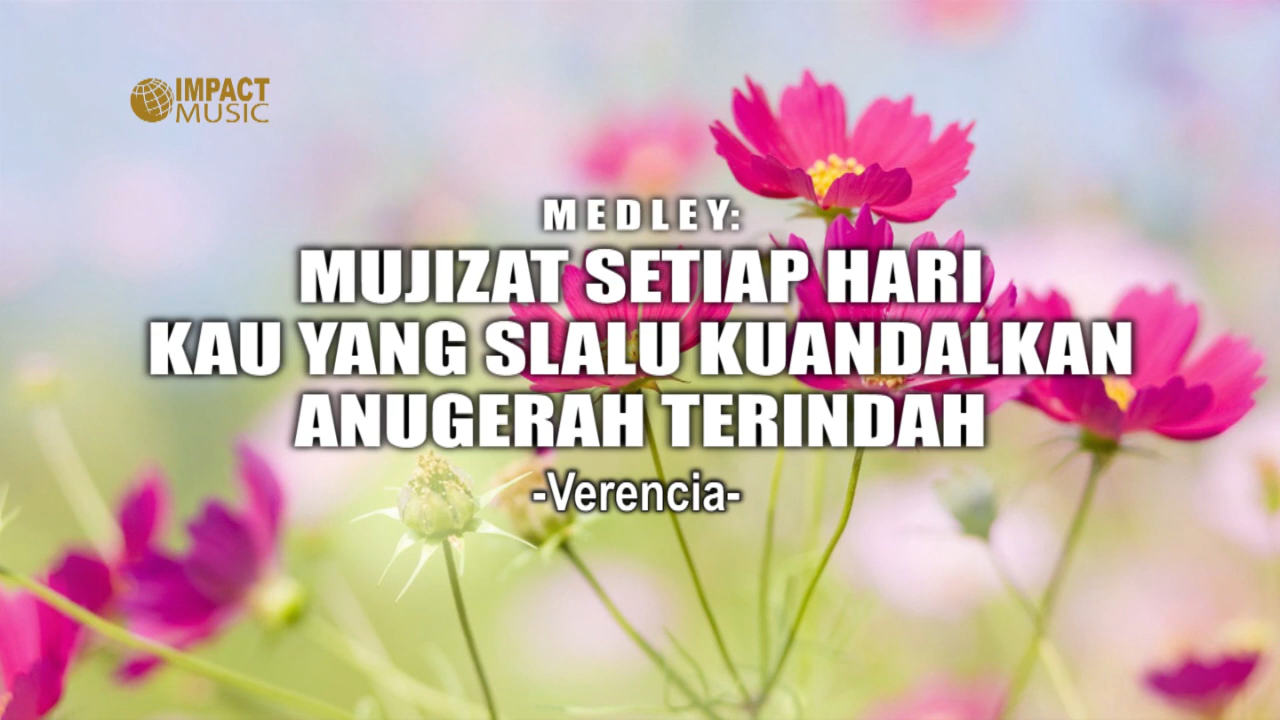 IMPACT
MUSIC
MEDLEY:
MUJIZAT SETIAP HARI
KAU YANG SLALU KUANDALKAN
ANUGERAH TERINDAH
-Verencia-